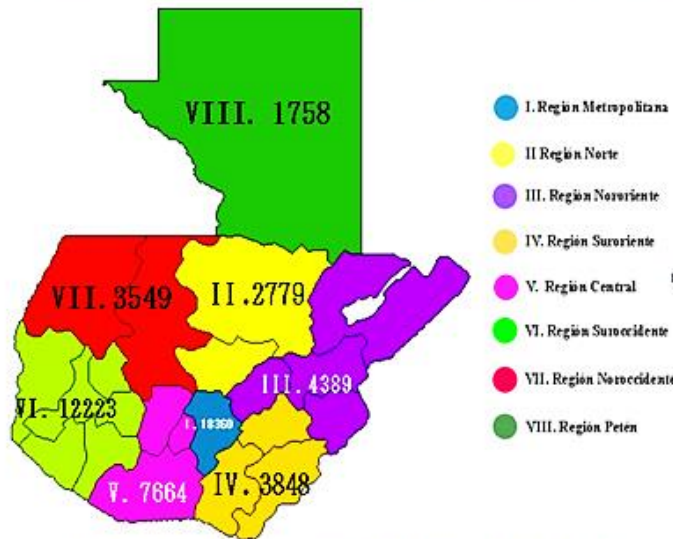 VIII. 1758
VII.3549
II.2779
III.4389
VI.12223
I.18360
V. 7664
IV.3848
I. Región Metropolitana
II Región Norte
III. Región Nororiente
IV. Región Suroriente
V. Región Central
VI. Región Suroccidente
VII. Región Noroccidente
VIII. Región Petén